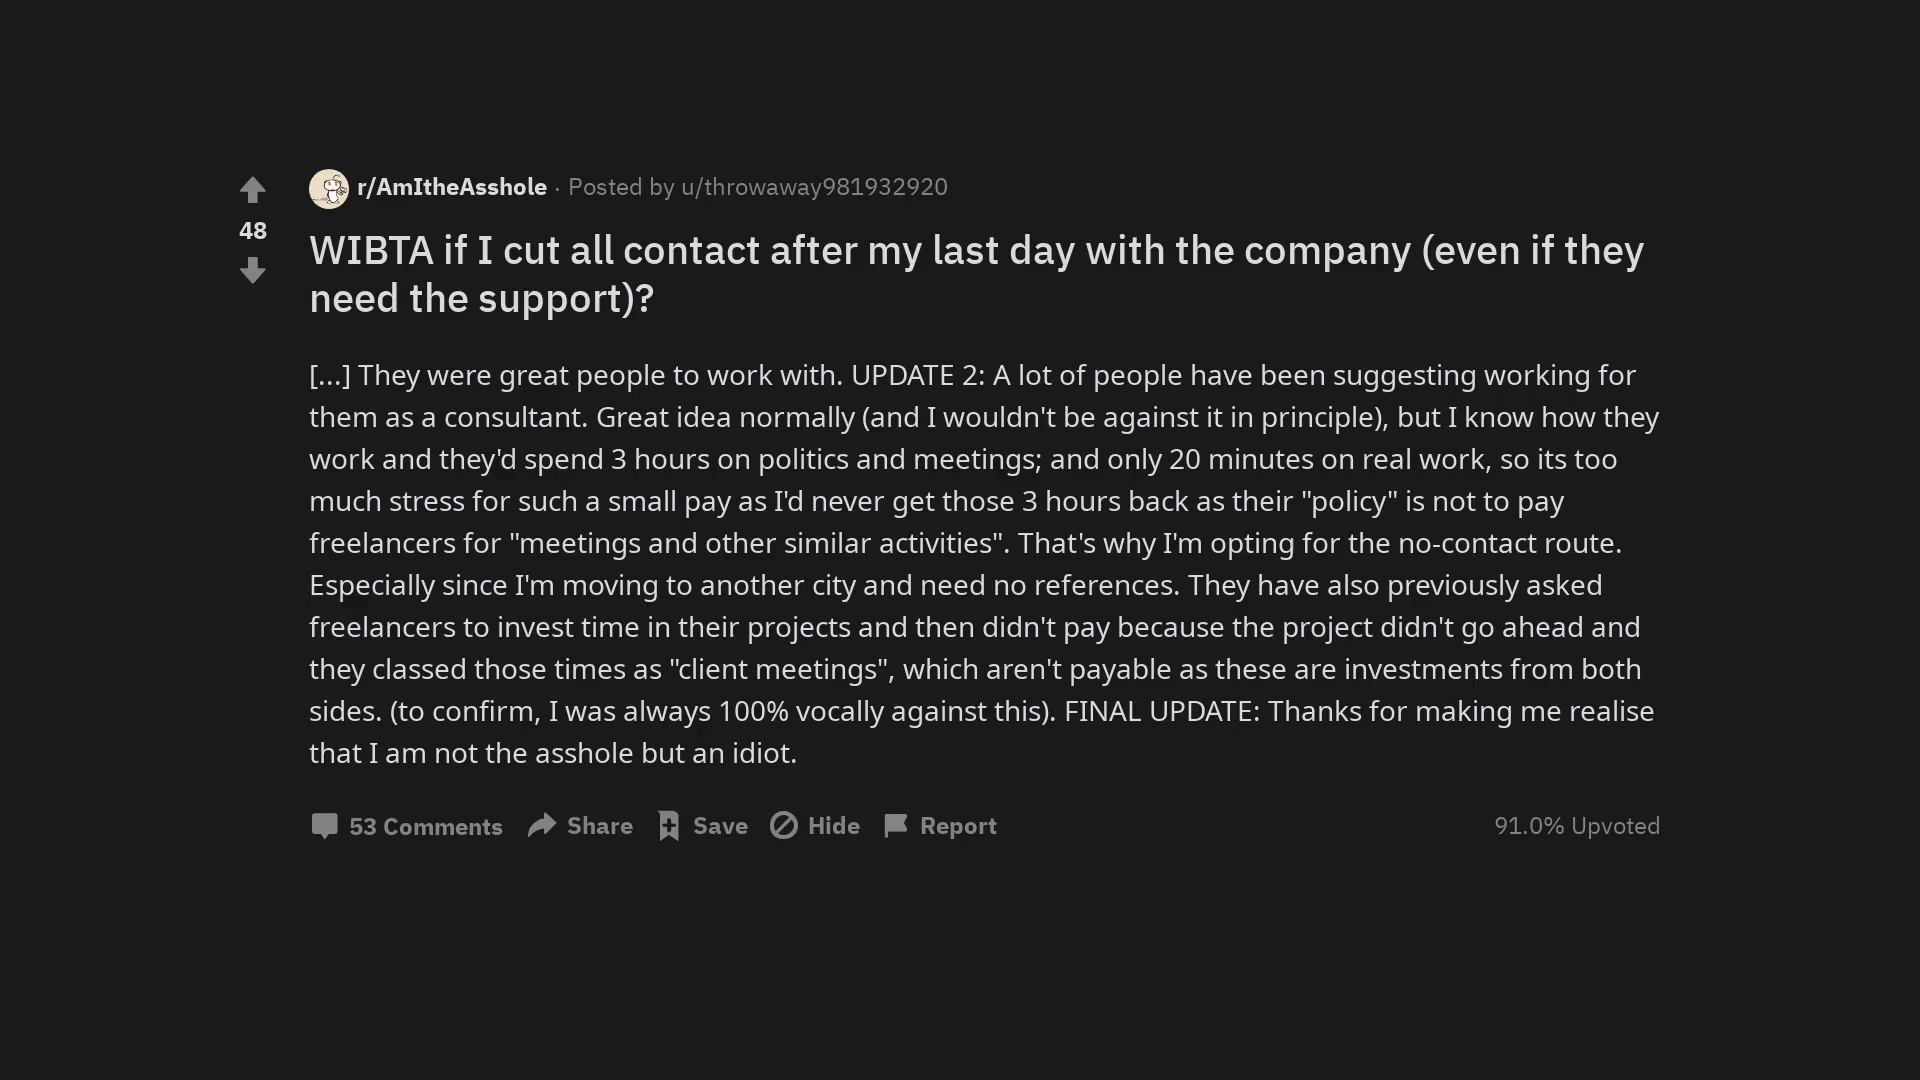 r/AmItheAsshole · Posted by u/throwaway981932920
48
WIBTA if I cut all contact after my last day with the company (even if they
need the support)?
[...] They were great people to work with. UPDATE 2: A lot of people have been suggesting working for
them as a consultant. Great idea normally (and I wouldn't be against it in principle), but I know how they
work and they'd spend 3 hours on politics and meetings; and only 20 minutes on real work, so its too
much stress for such a small pay as I'd never get those 3 hours back as their "policy" is not to pay
freelancers for "meetings and other similar activities". That's why I'm opting for the no-contact route.
Especially since I'm moving to another city and need no references. They have also previously asked
freelancers to invest time in their projects and then didn't pay because the project didn't go ahead and
they classed those times as "client meetings", which aren't payable as these are investments from both
sides. (to confirm, I was always 100% vocally against this). FINAL UPDATE: Thanks for making me realise
that I am not the asshole but an idiot.
53 Comments Share Save Hide Report 91.0% Upvoted